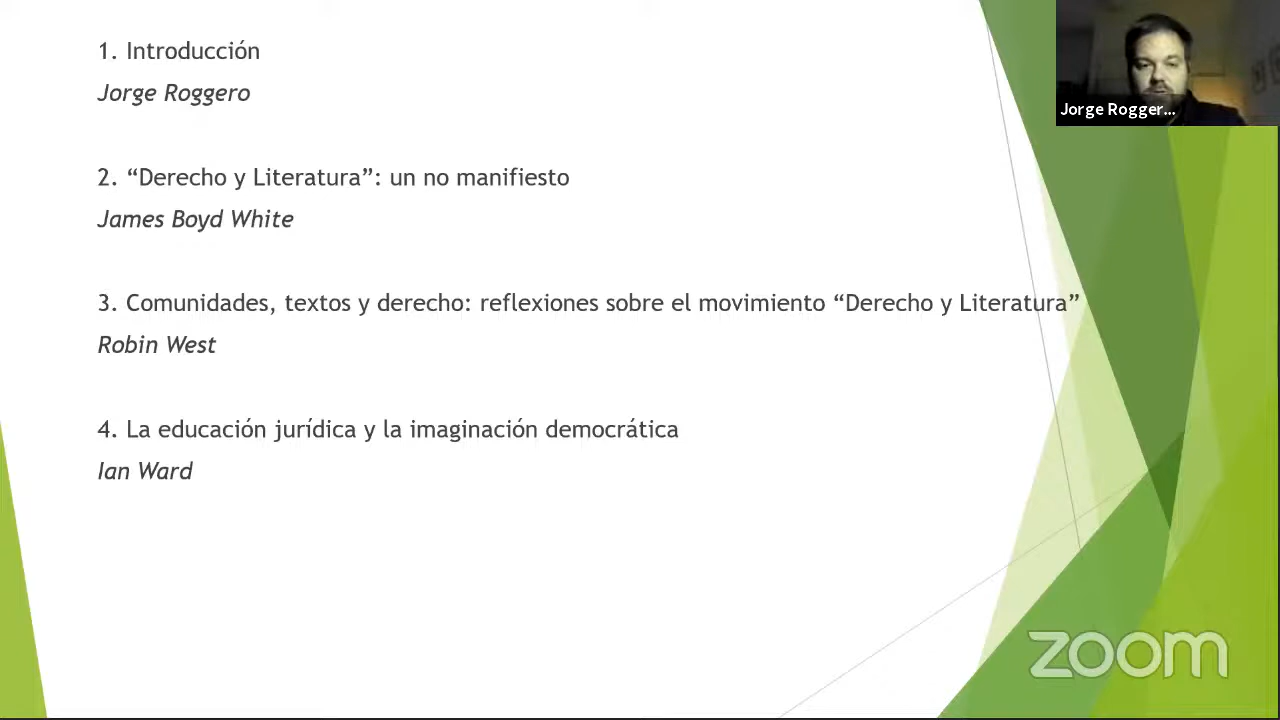 1. Introducción
Jorge Roggero
2. “Derecho y Literatura”: un no manifiesto
James Boyd White
3. Comunidades, textos y derecho: reflexiones sobre el movimiento “Derecho y Literatura”
Robin West
4. La educación jurídica y la imaginación democrática
Ian Ward
Jorge Rogger...
zoom